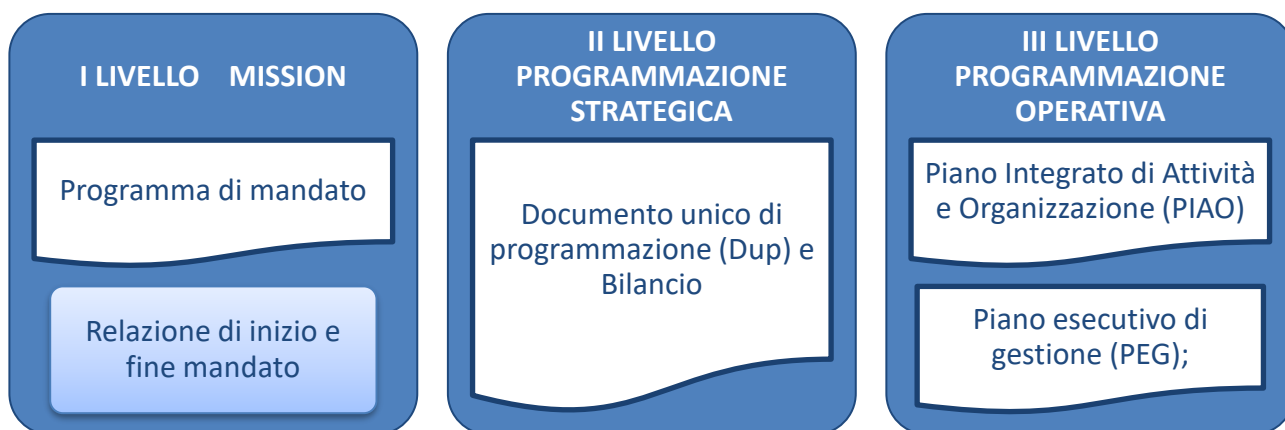 I LIVELLO MISSION
Programma di mandato
Relazione di inizio e
fine mandato
II LIVELLO
PROGRAMMAZIONE
STRATEGICA
Documento unico di
programmazione (Dup) e
Bilancio
III LIVELLO
PROGRAMMAZIONE
OPERATIVA
Piano Integrato di Attività
e Organizzazione (PIAO)
Piano esecutivo di
gestione (PEG);